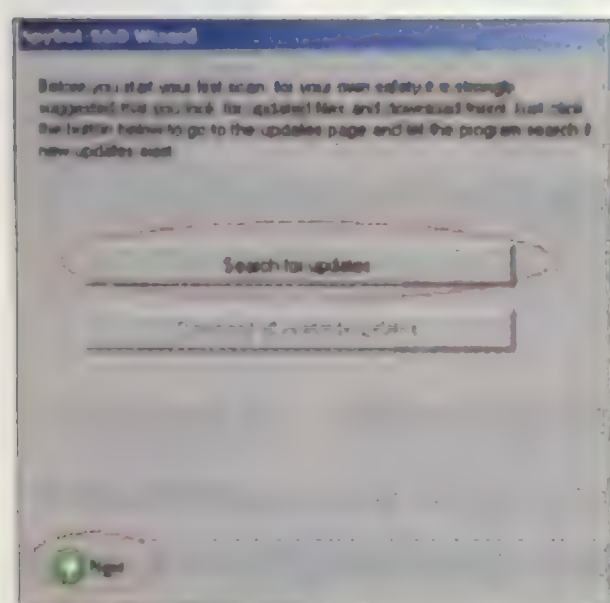 S&D Wizard
Before you start your first scan, for your own safety it is strongly
suggested that you look for updated files and download them! Just click
the button below to go to the updates page and let the program search if
new updates exist.
Search for updates
Next